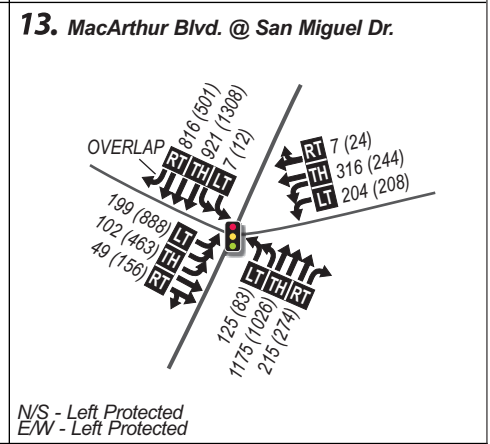 13. MacArthur Blvd. @ San Miguel Dr.
OVERLAP
RT 816 (501)
TH 921 (1308)
LT 7 (12)
RT 7 (24)
TH 316 (244)
LT 204 (208)
199 (888) LT
102 (463) TH
49 (156) RT
LT TH RT
125 (83)
1175 (1026)
215 (274)
N/S - Left Protected
E/W - Left Protected